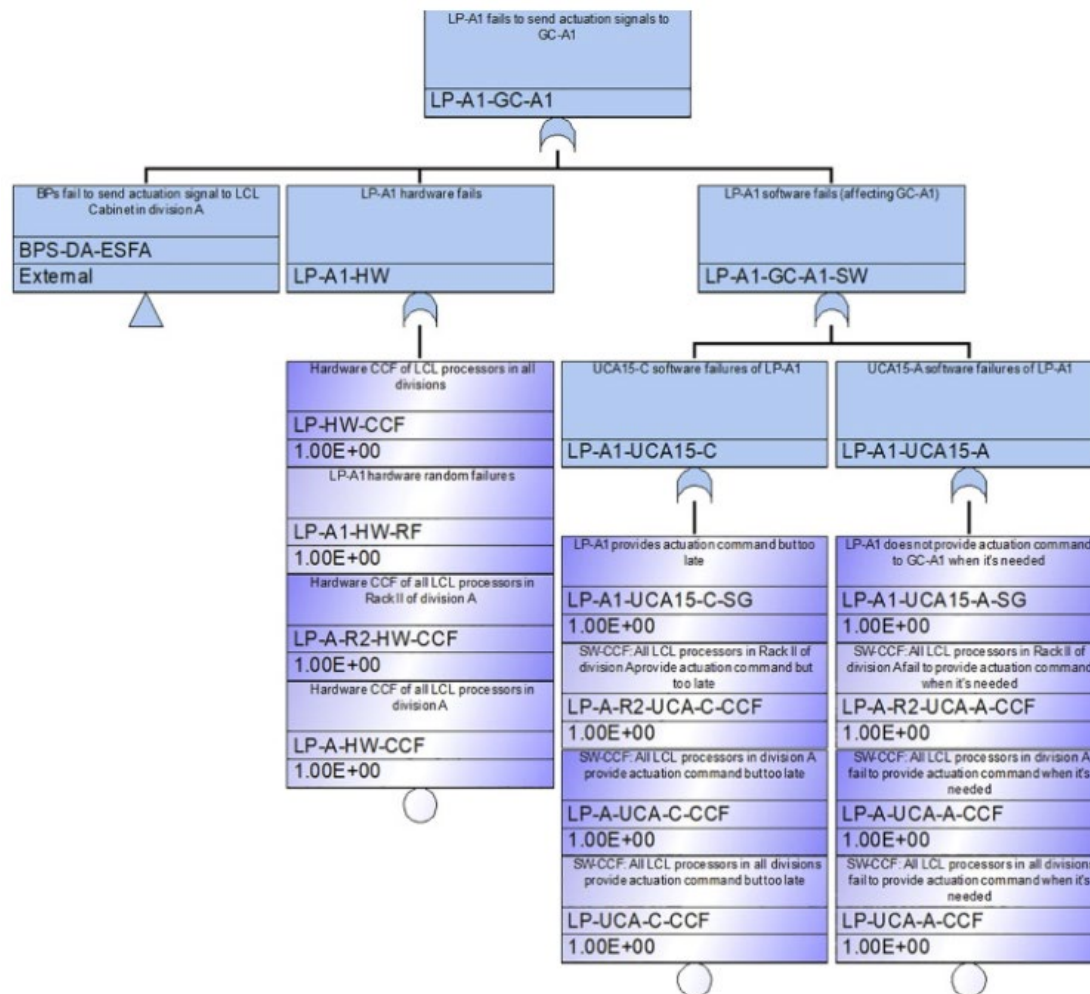 LP-A1 fails to send actuation signals to
GC-A1
LP-A1-GC-A1
BPs fail to send actuation signal to LCL
Cabinet in division A
BPS-DA-ESFA
External
LP-A1 hardware fails
LP-A1-HW
LP-A1 software fails (affecting GC-A1)
LP-A1-GC-A1-SW
Hardware CCF of LCL processors in all
divisions
LP-HW-CCF
1.00E+00
LP-A1 hardware random failures
LP-A1-HW-RF
1.00E+00
Hardware CCF of all LCL processors in
Rack II of division A
LP-A-R2-HW-CCF
1.00E+00
Hardware CCF of all LCL processors in
division A
LP-A-HW-CCF
1.00E+00
UCA15-C software failures of LP-A1
LP-A1-UCA15-C
LP-A1 provides actuation command but too
late
LP-A1-UCA15-C-SG
1.00E+00
SW-CCF: All LCL processors in Rack II of
division A provide actuation command but
too late
LP-A-R2-UCA-C-CCF
1.00E+00
SW-CCF: All LCL processors in division A
provide actuation command but too late
LP-A-UCA-C-CCF
1.00E+00
SW-CCF: All LCL processors in all divisions
provide actuation command but too late
LP-UCA-C-CCF
1.00E+00
UCA15-A software failures of LP-A1
LP-A1-UCA15-A
LP-A1 does not provide actuation command
to GC-A1 when it's needed
LP-A1-UCA15-A-SG
1.00E+00
SW-CCF: All LCL processors in Rack II of
division A fail to provide actuation command
when it's needed
LP-A-R2-UCA-A-CCF
1.00E+00
SW-CCF: All LCL processors in division A
fail to provide actuation command when it's
needed
LP-A-UCA-A-CCF
1.00E+00
SW-CCF: All LCL processors in all divisions
fail to provide actuation command when it's
needed
LP-UCA-A-CCF
1.00E+00